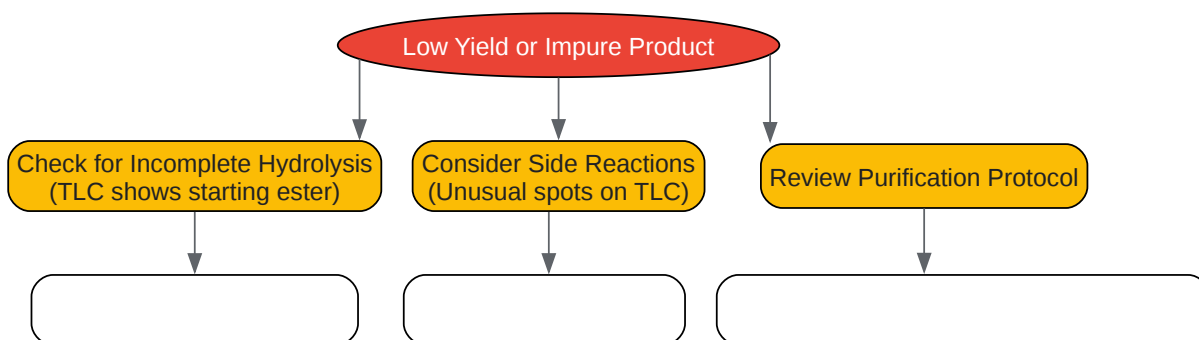 Low Yield or Impure Product
Check for Incomplete Hydrolysis
(TLC shows starting ester)
Consider Side Reactions
(Unusual spots on TLC)
Review Purification Protocol